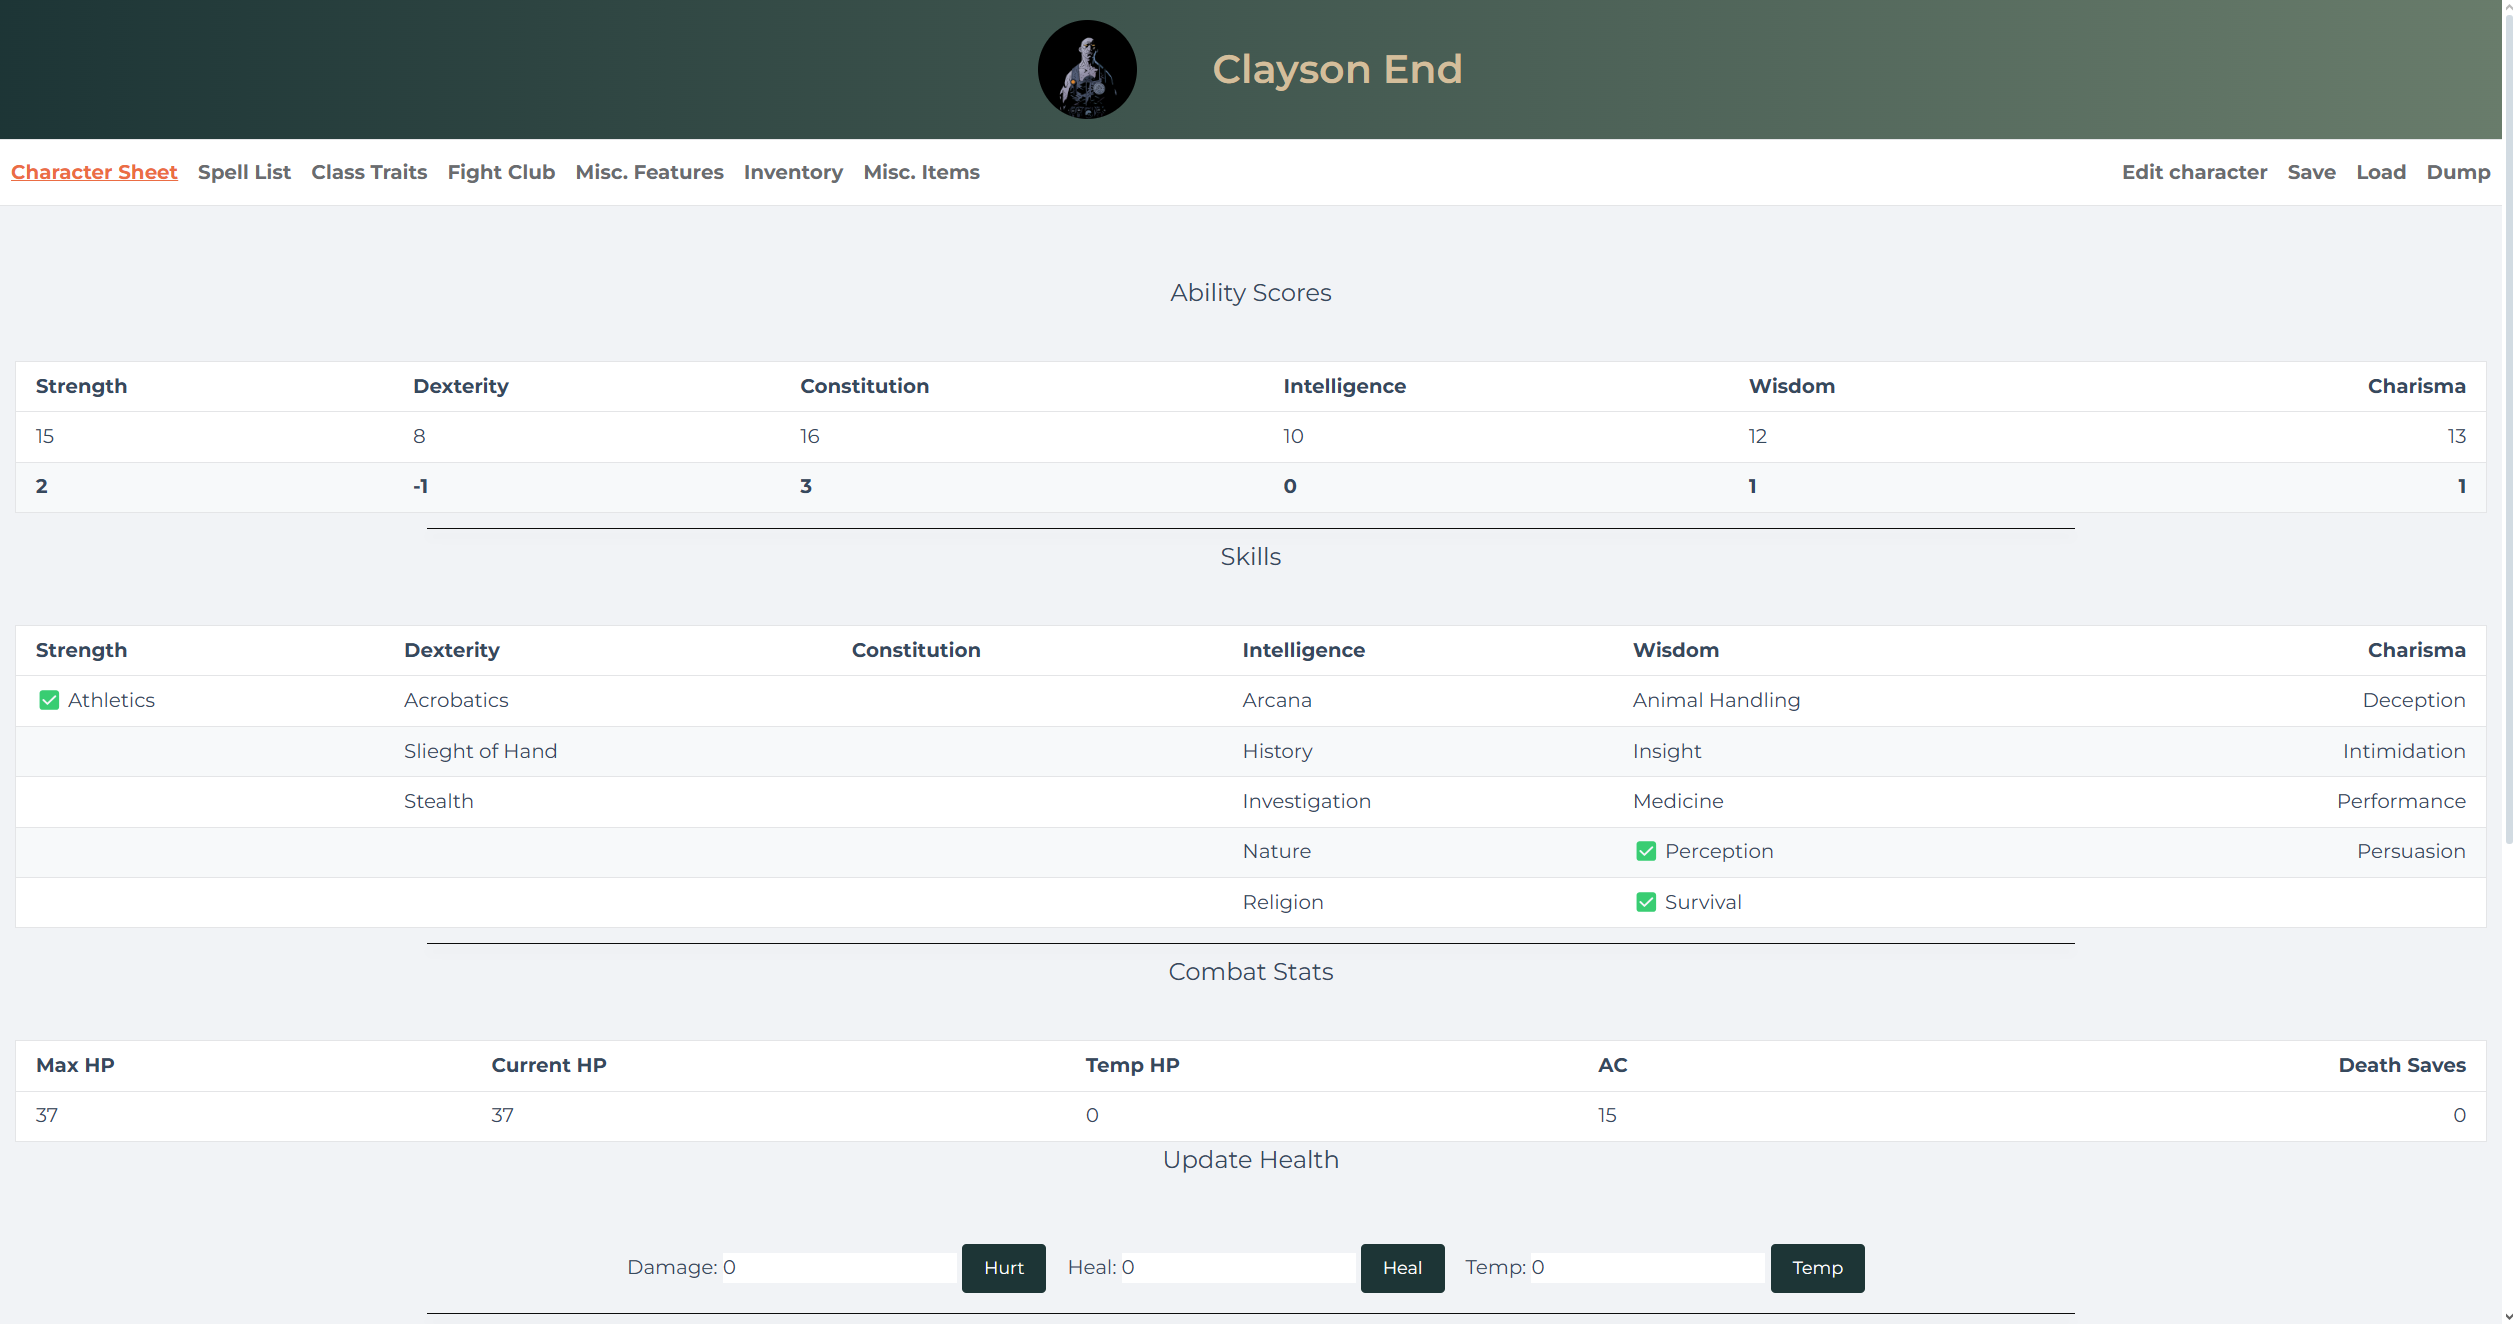 Clayson End
Character Sheet Spell List Class Traits Fight Club Misc. Features Inventory Misc. Items Edit character Save Load Dump
Ability Scores
Strength Dexterity Constitution Intelligence Wisdom Charisma
15 8 16 10 12 13
2 -1 3 0 1 1
Skills
Strength Dexterity Constitution Intelligence Wisdom Charisma
Athletics Acrobatics Arcana Animal Handling Deception
Slieght of Hand History Insight Intimidation
Stealth Investigation Medicine Performance
Nature Perception Persuasion
Religion Survival
Combat Stats
Max HP Current HP Temp HP AC Death Saves
37 37 0 15 0
Update Health
Damage: 0 Hurt Heal: 0 Heal Temp: 0 Temp